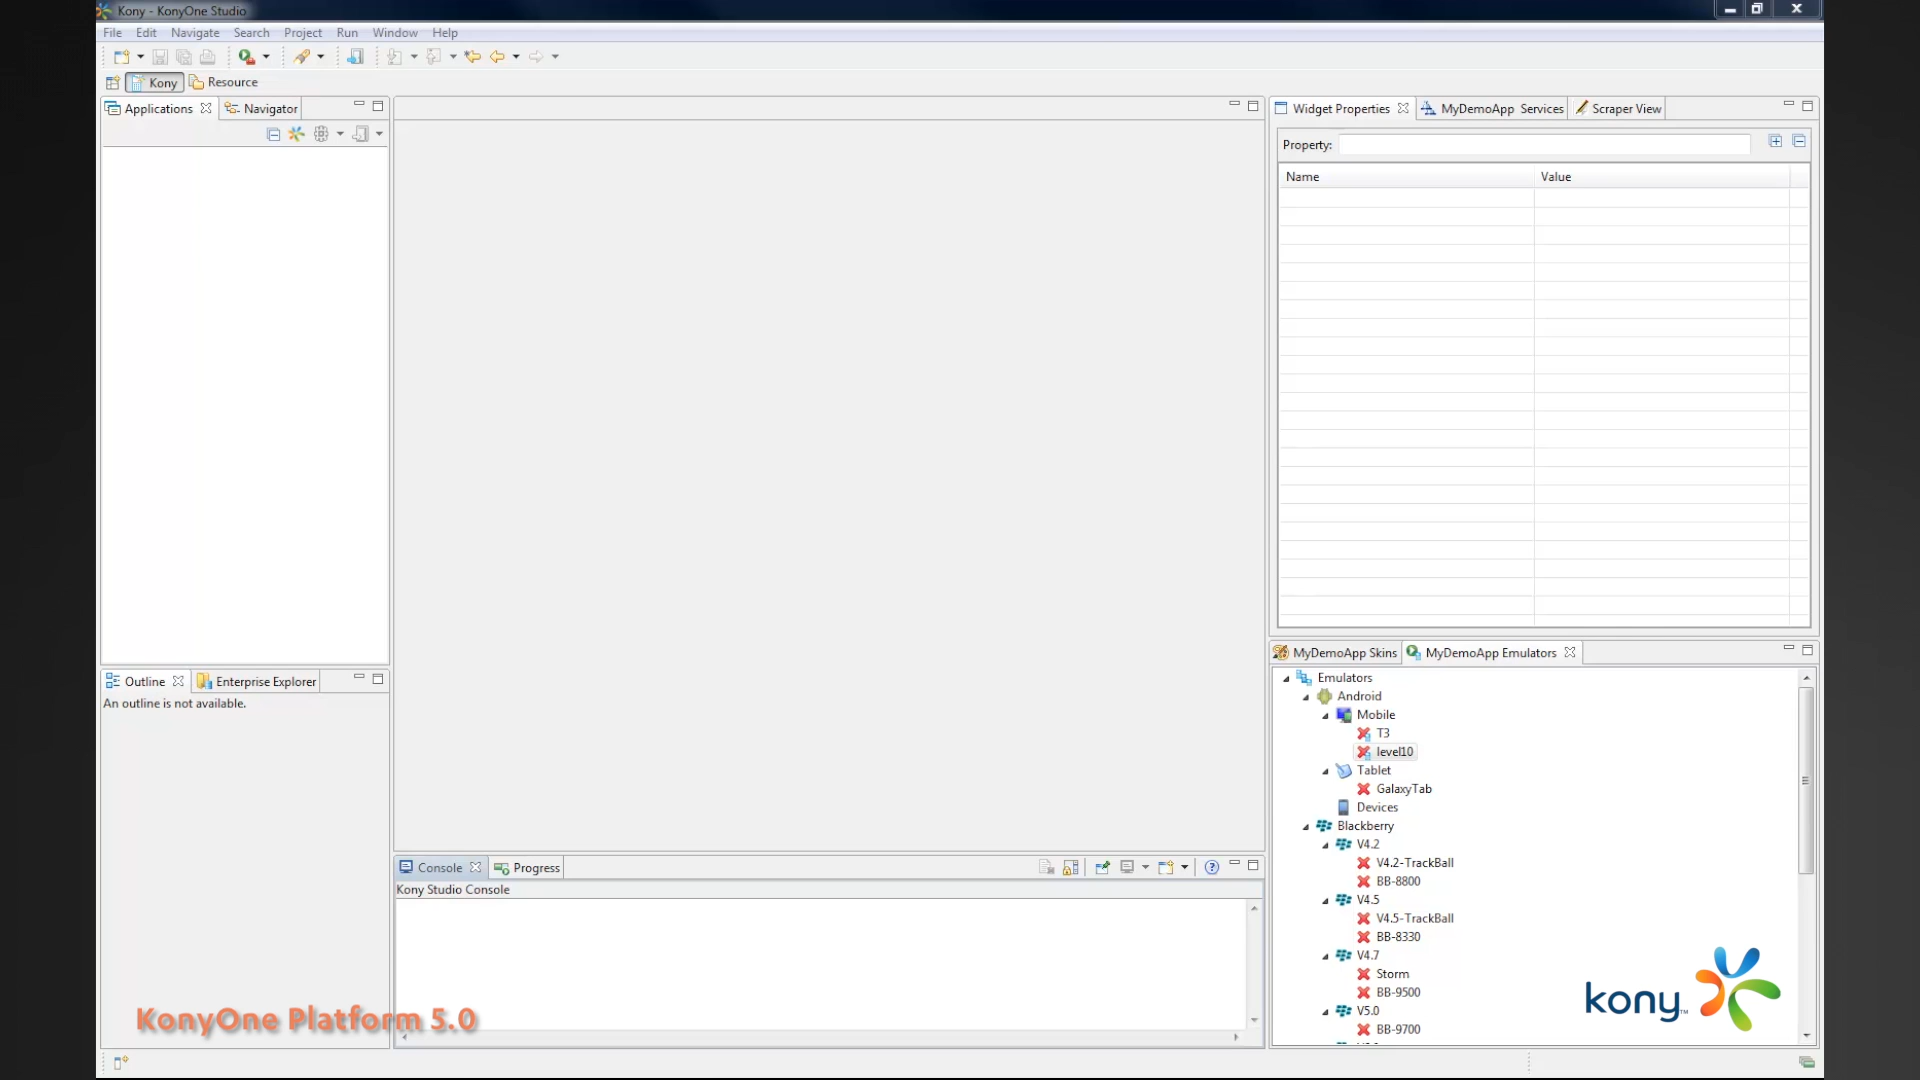 Kony - KonyOne Studio
File Edit Navigate Search Project Run Window Help
Kony Resource
Applications Navigator
Widget Properties MyDemoApp Services Scraper View
Property:
Name Value
Outline Enterprise Explorer
An outline is not available.
Console Progress
Kony Studio Console
MyDemoApp Skins MyDemoApp Emulators
Emulators
Android
Mobile
T3
level10
Tablet
GalaxyTab
Devices
Blackberry
V4.2
V4.2-TrackBall
BB-8800
V4.5
V4.5-TrackBall
BB-8330
V4.7
Storm
BB-9500
V5.0
BB-9700
kony™
KonyOne Platform 5.0